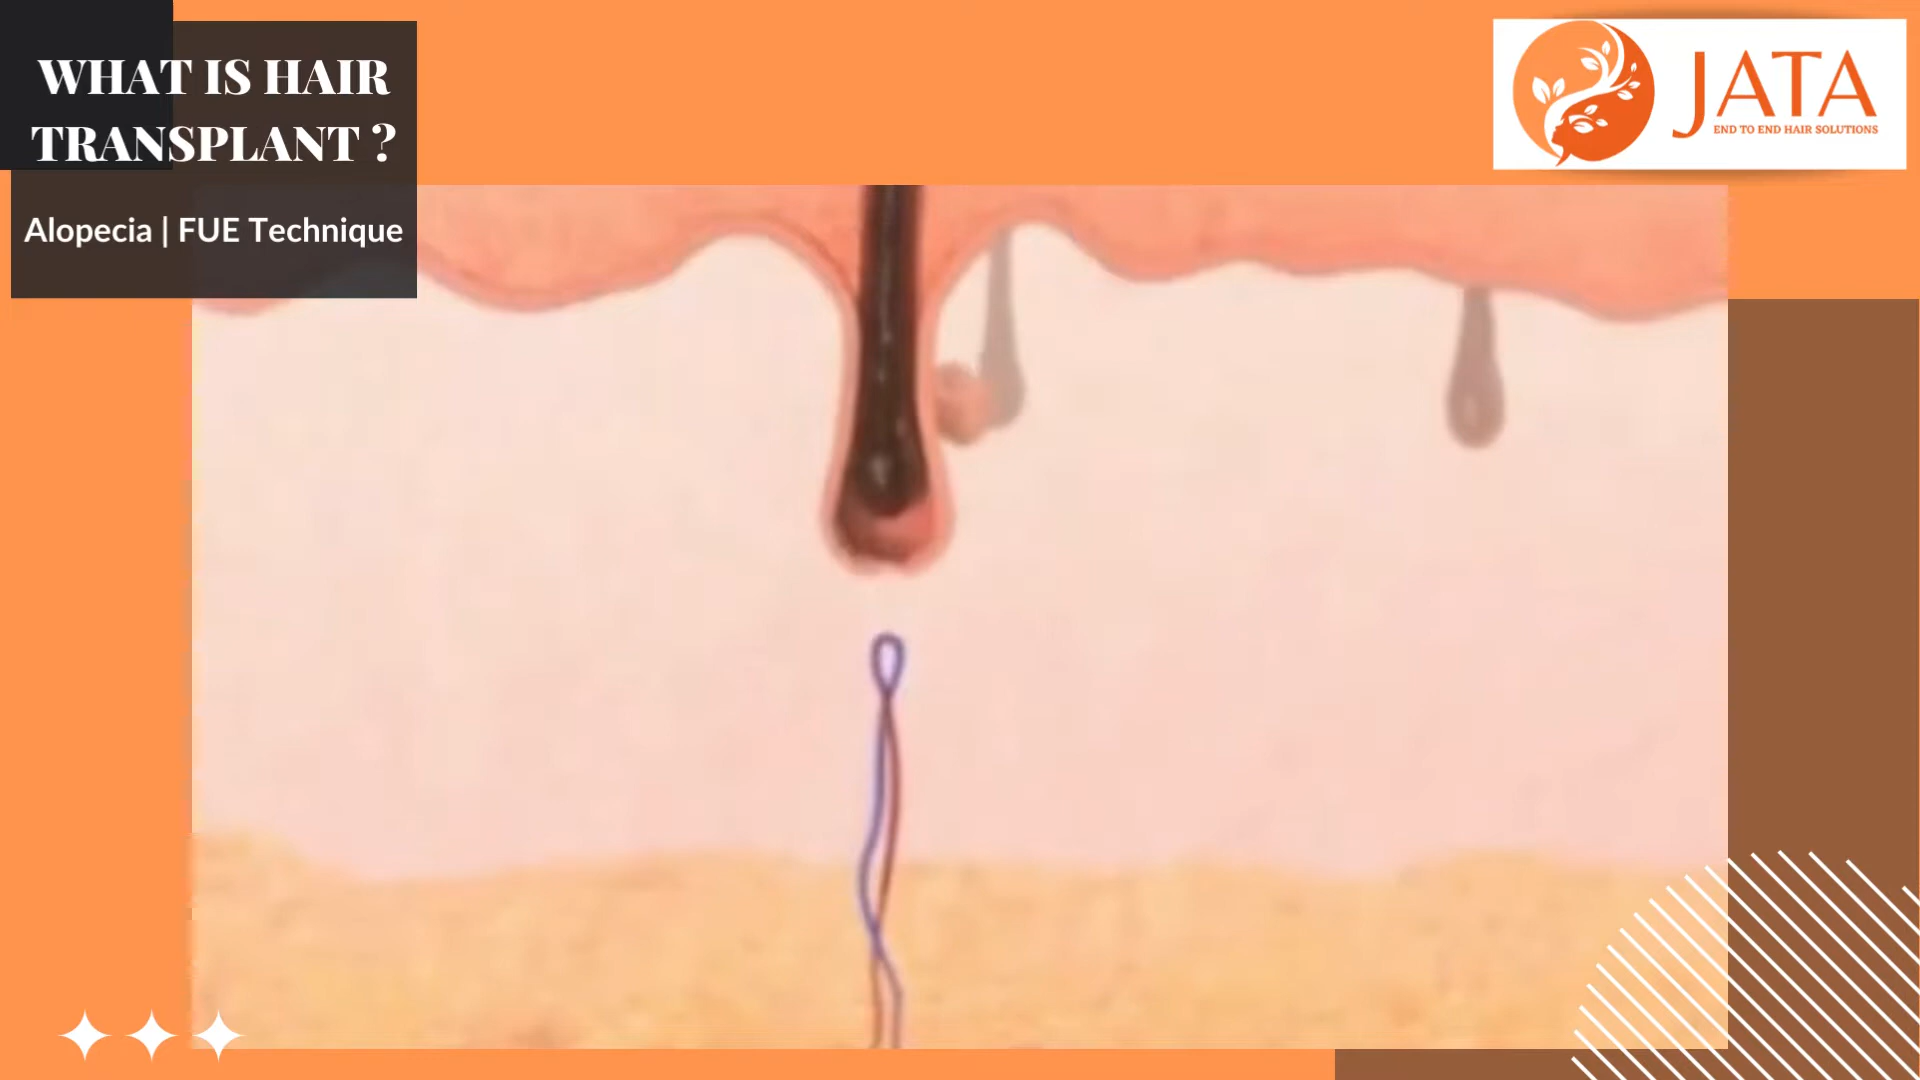 WHAT IS HAIR
TRANSPLANT ?
Alopecia | FUE Technique
JATA
END TO END HAIR SOLUTIONS